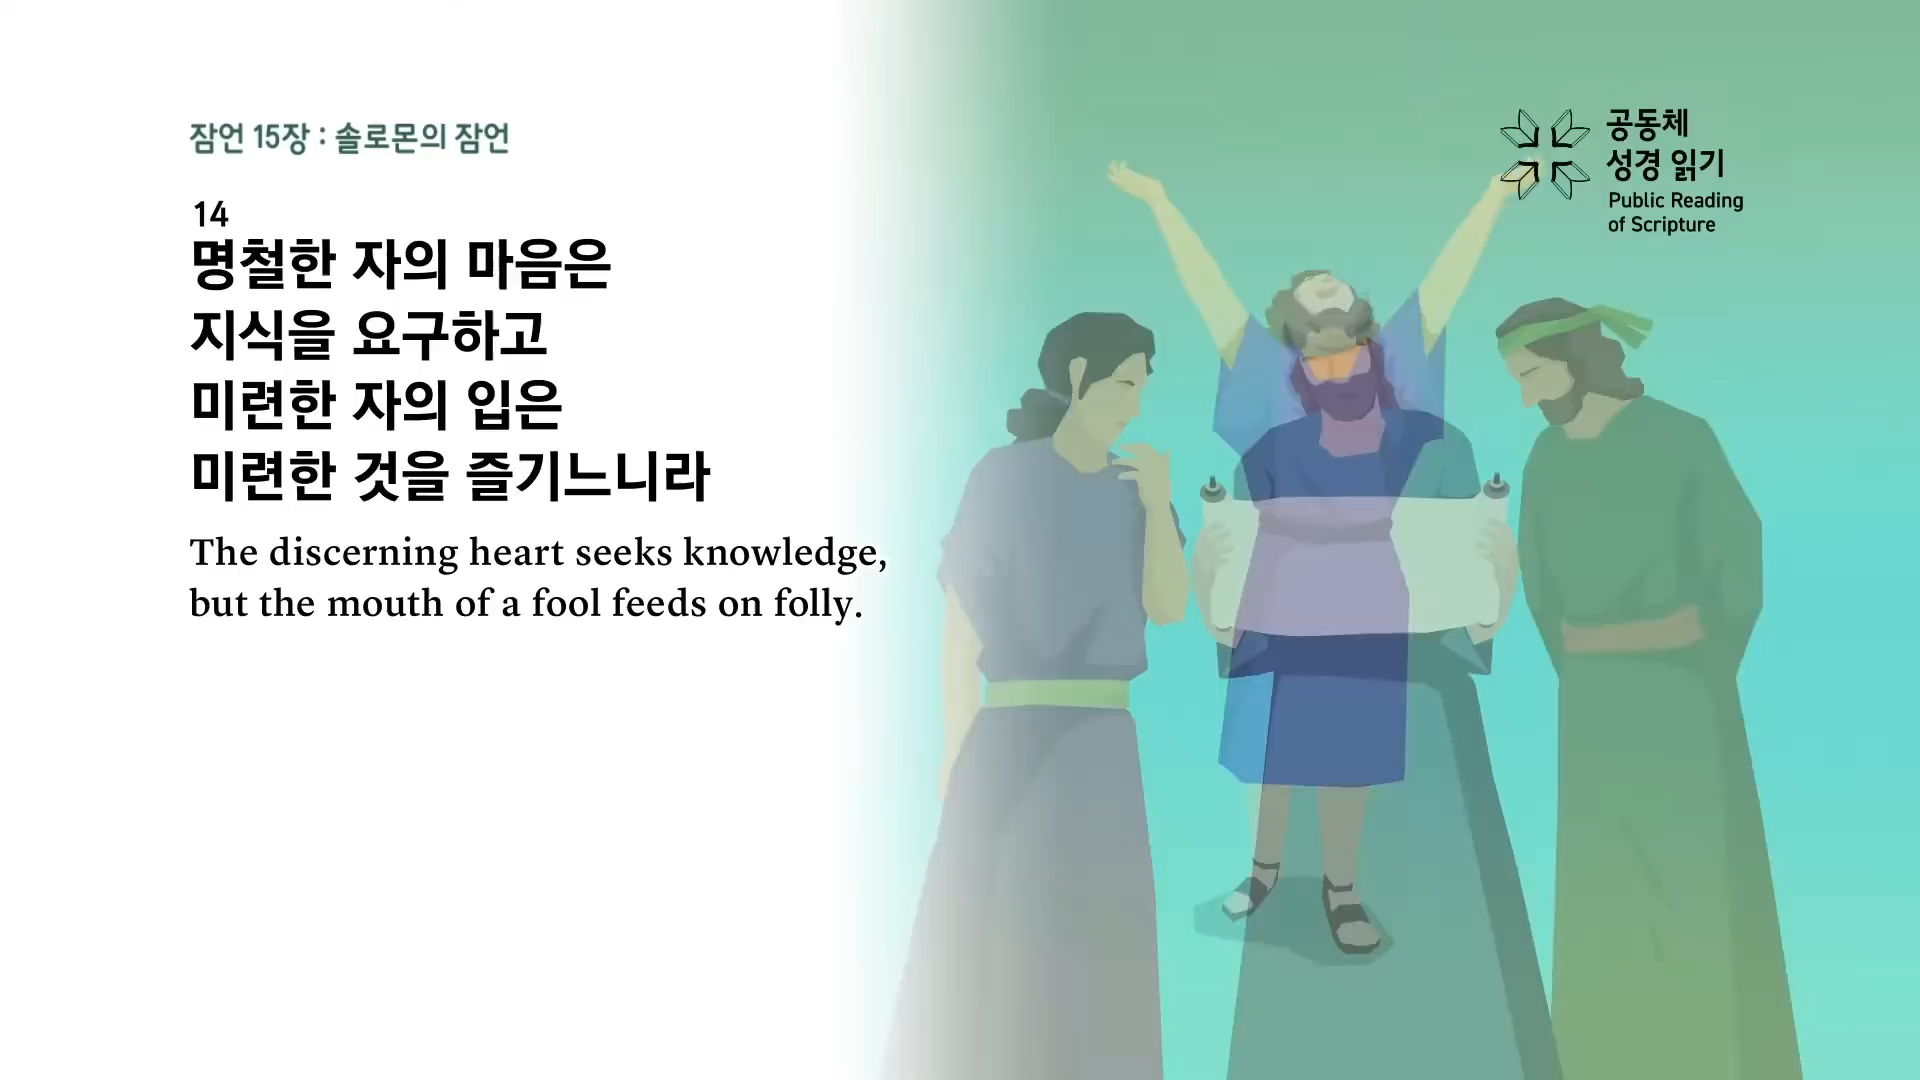 잠언 15장 : 솔로몬의 잠언
14
명철한 자의 마음은
지식을 요구하고
미련한 자의 입은
미련한 것을 즐기느니라
The discerning heart seeks knowledge,
but the mouth of a fool feeds on folly.
공동체
성경 읽기
Public Reading
of Scripture